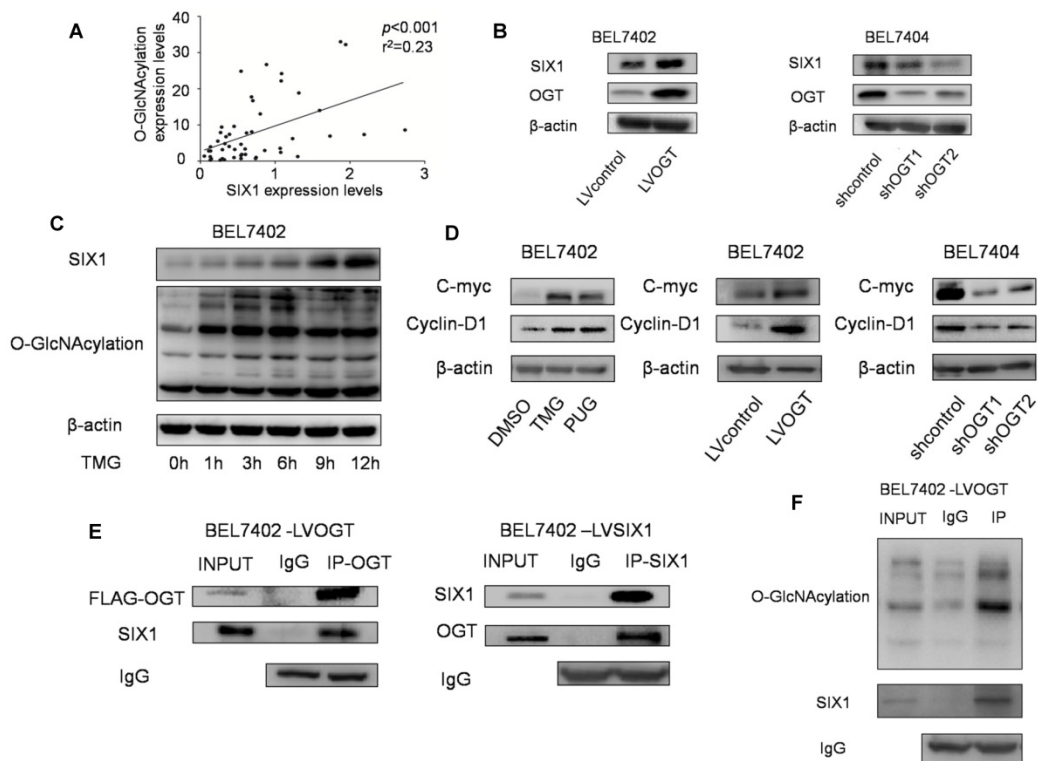 A
O-GlcNAcylation
expression levels
40
30
20
10
0
p<0.001
r²=0.23
0 1 2 3
SIX1 expression levels
B
BEL7402
SIX1
OGT
β-actin
LVcontrol LVOGT
BEL7404
SIX1
OGT
β-actin
shcontrol shOGT1 shOGT2
C
BEL7402
SIX1
O-GlcNAcylation
β-actin
TMG 0h 1h 3h 6h 9h 12h
D
BEL7402
C-myc
Cyclin-D1
β-actin
DMSO TMG PUG
BEL7402
C-myc
Cyclin-D1
β-actin
LVcontrol LVOGT
BEL7404
C-myc
Cyclin-D1
β-actin
shcontrol shOGT1 shOGT2
E
BEL7402 -LVOGT
INPUT IgG IP-OGT
FLAG-OGT
SIX1
IgG
BEL7402 –LVSIX1
INPUT IgG IP-SIX1
SIX1
OGT
IgG
F
BEL7402 -LVOGT
INPUT IgG IP
O-GlcNAcylation
SIX1
IgG